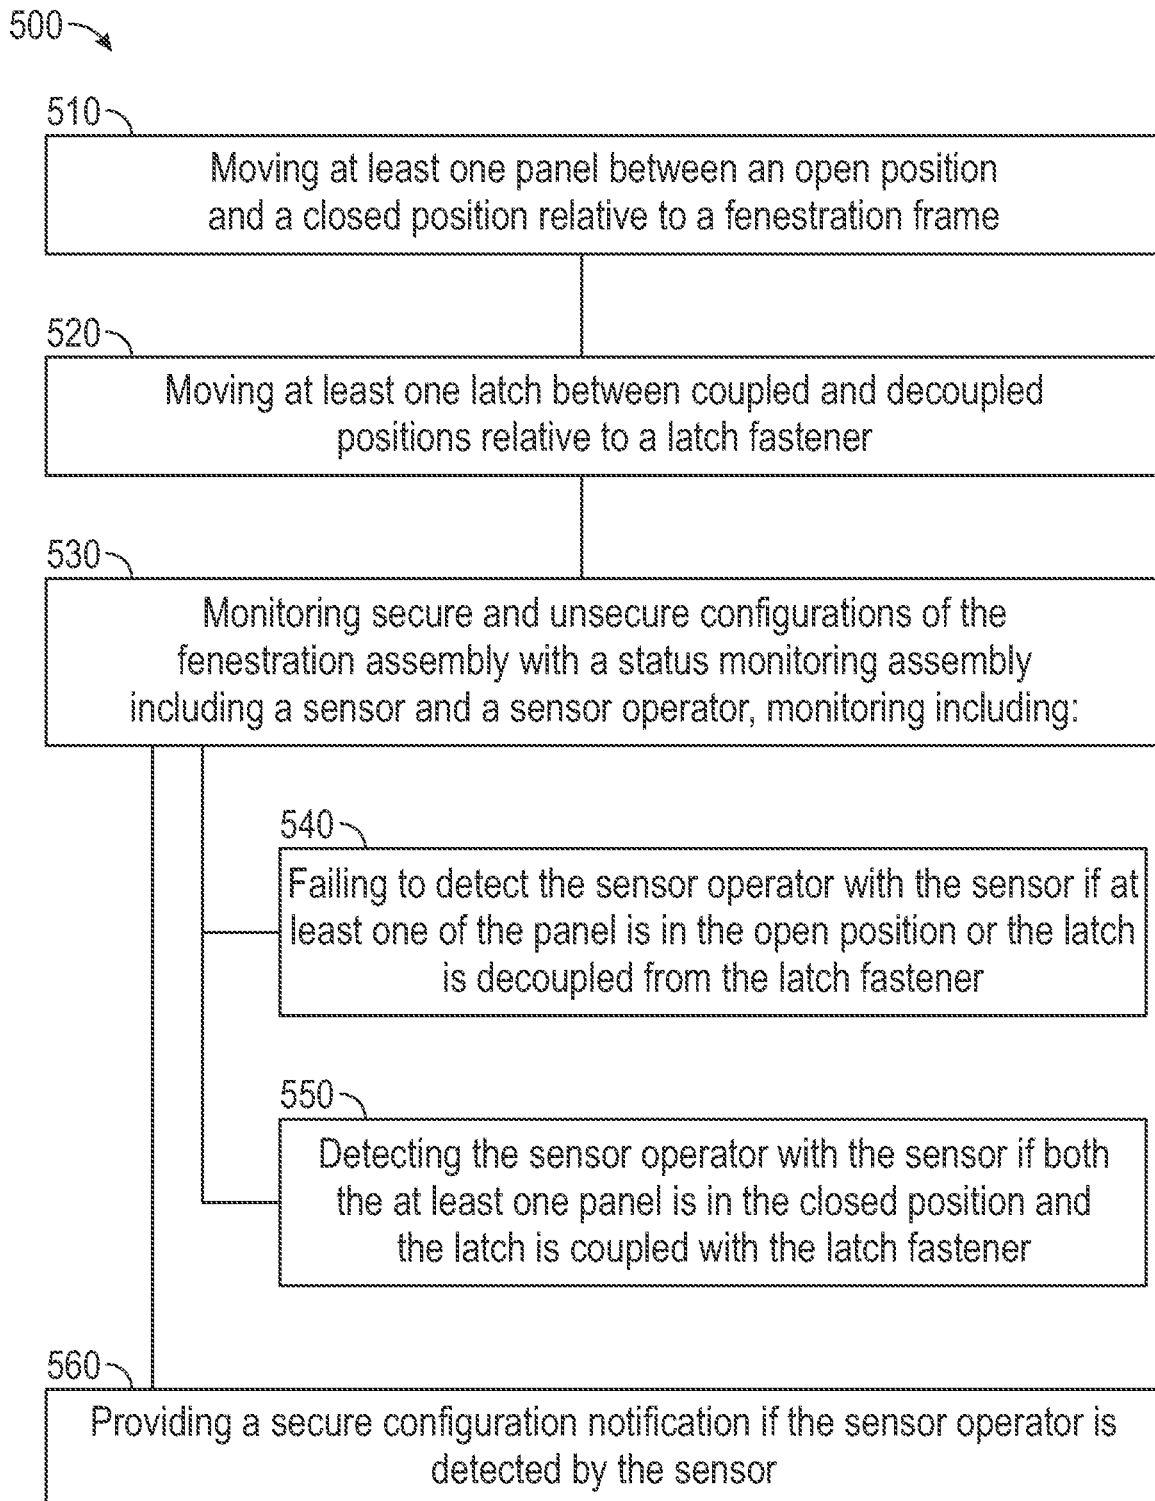 500
510
Moving at least one panel between an open position
and a closed position relative to a fenestration frame
520
Moving at least one latch between coupled and decoupled
positions relative to a latch fastener
530
Monitoring secure and unsecure configurations of the
fenestration assembly with a status monitoring assembly
including a sensor and a sensor operator, monitoring including:
540
Failing to detect the sensor operator with the sensor if at
least one of the panel is in the open position or the latch
is decoupled from the latch fastener
550
Detecting the sensor operator with the sensor if both
the at least one panel is in the closed position and
the latch is coupled with the latch fastener
560
Providing a secure configuration notification if the sensor operator is
detected by the sensor